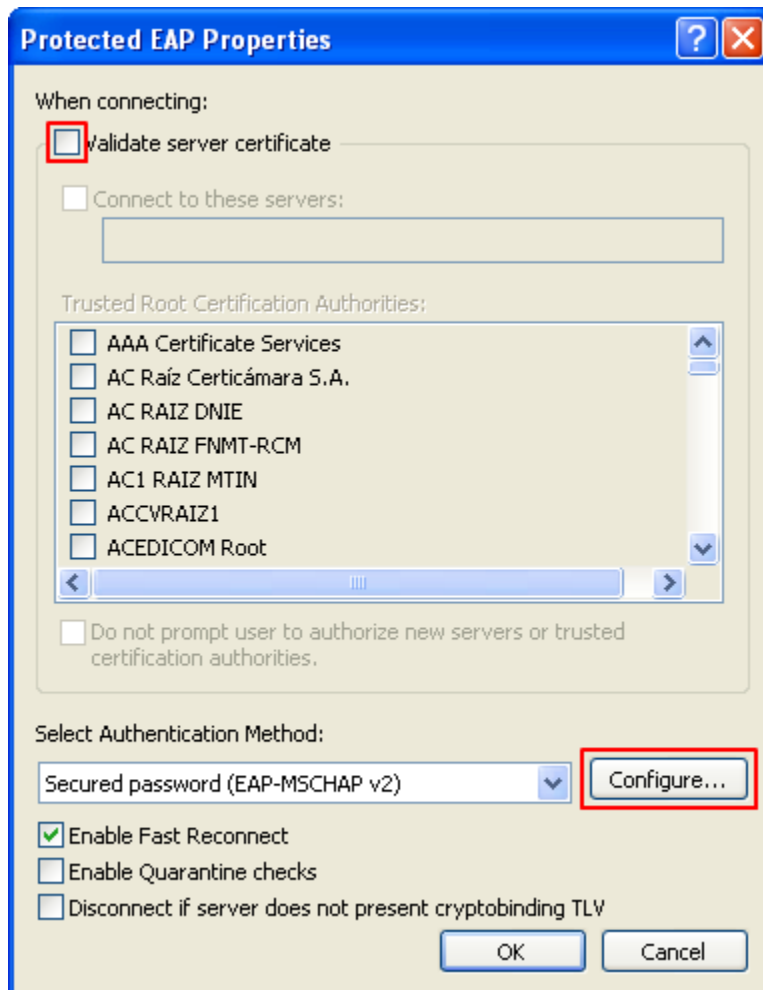 Protected EAP Properties
When connecting:
Validate server certificate
Connect to these servers:
Trusted Root Certification Authorities:
AAA Certificate Services
AC Raíz Certicámara S.A.
AC RAIZ DNIE
AC RAIZ FNMT-RCM
AC1 RAIZ MTIN
ACCVRAIZ1
ACEDICOM Root
Do not prompt user to authorize new servers or trusted
certification authorities.
Select Authentication Method:
Secured password (EAP-MSCHAP v2)
Configure...
Enable Fast Reconnect
Enable Quarantine checks
Disconnect if server does not present cryptobinding TLV
OK
Cancel